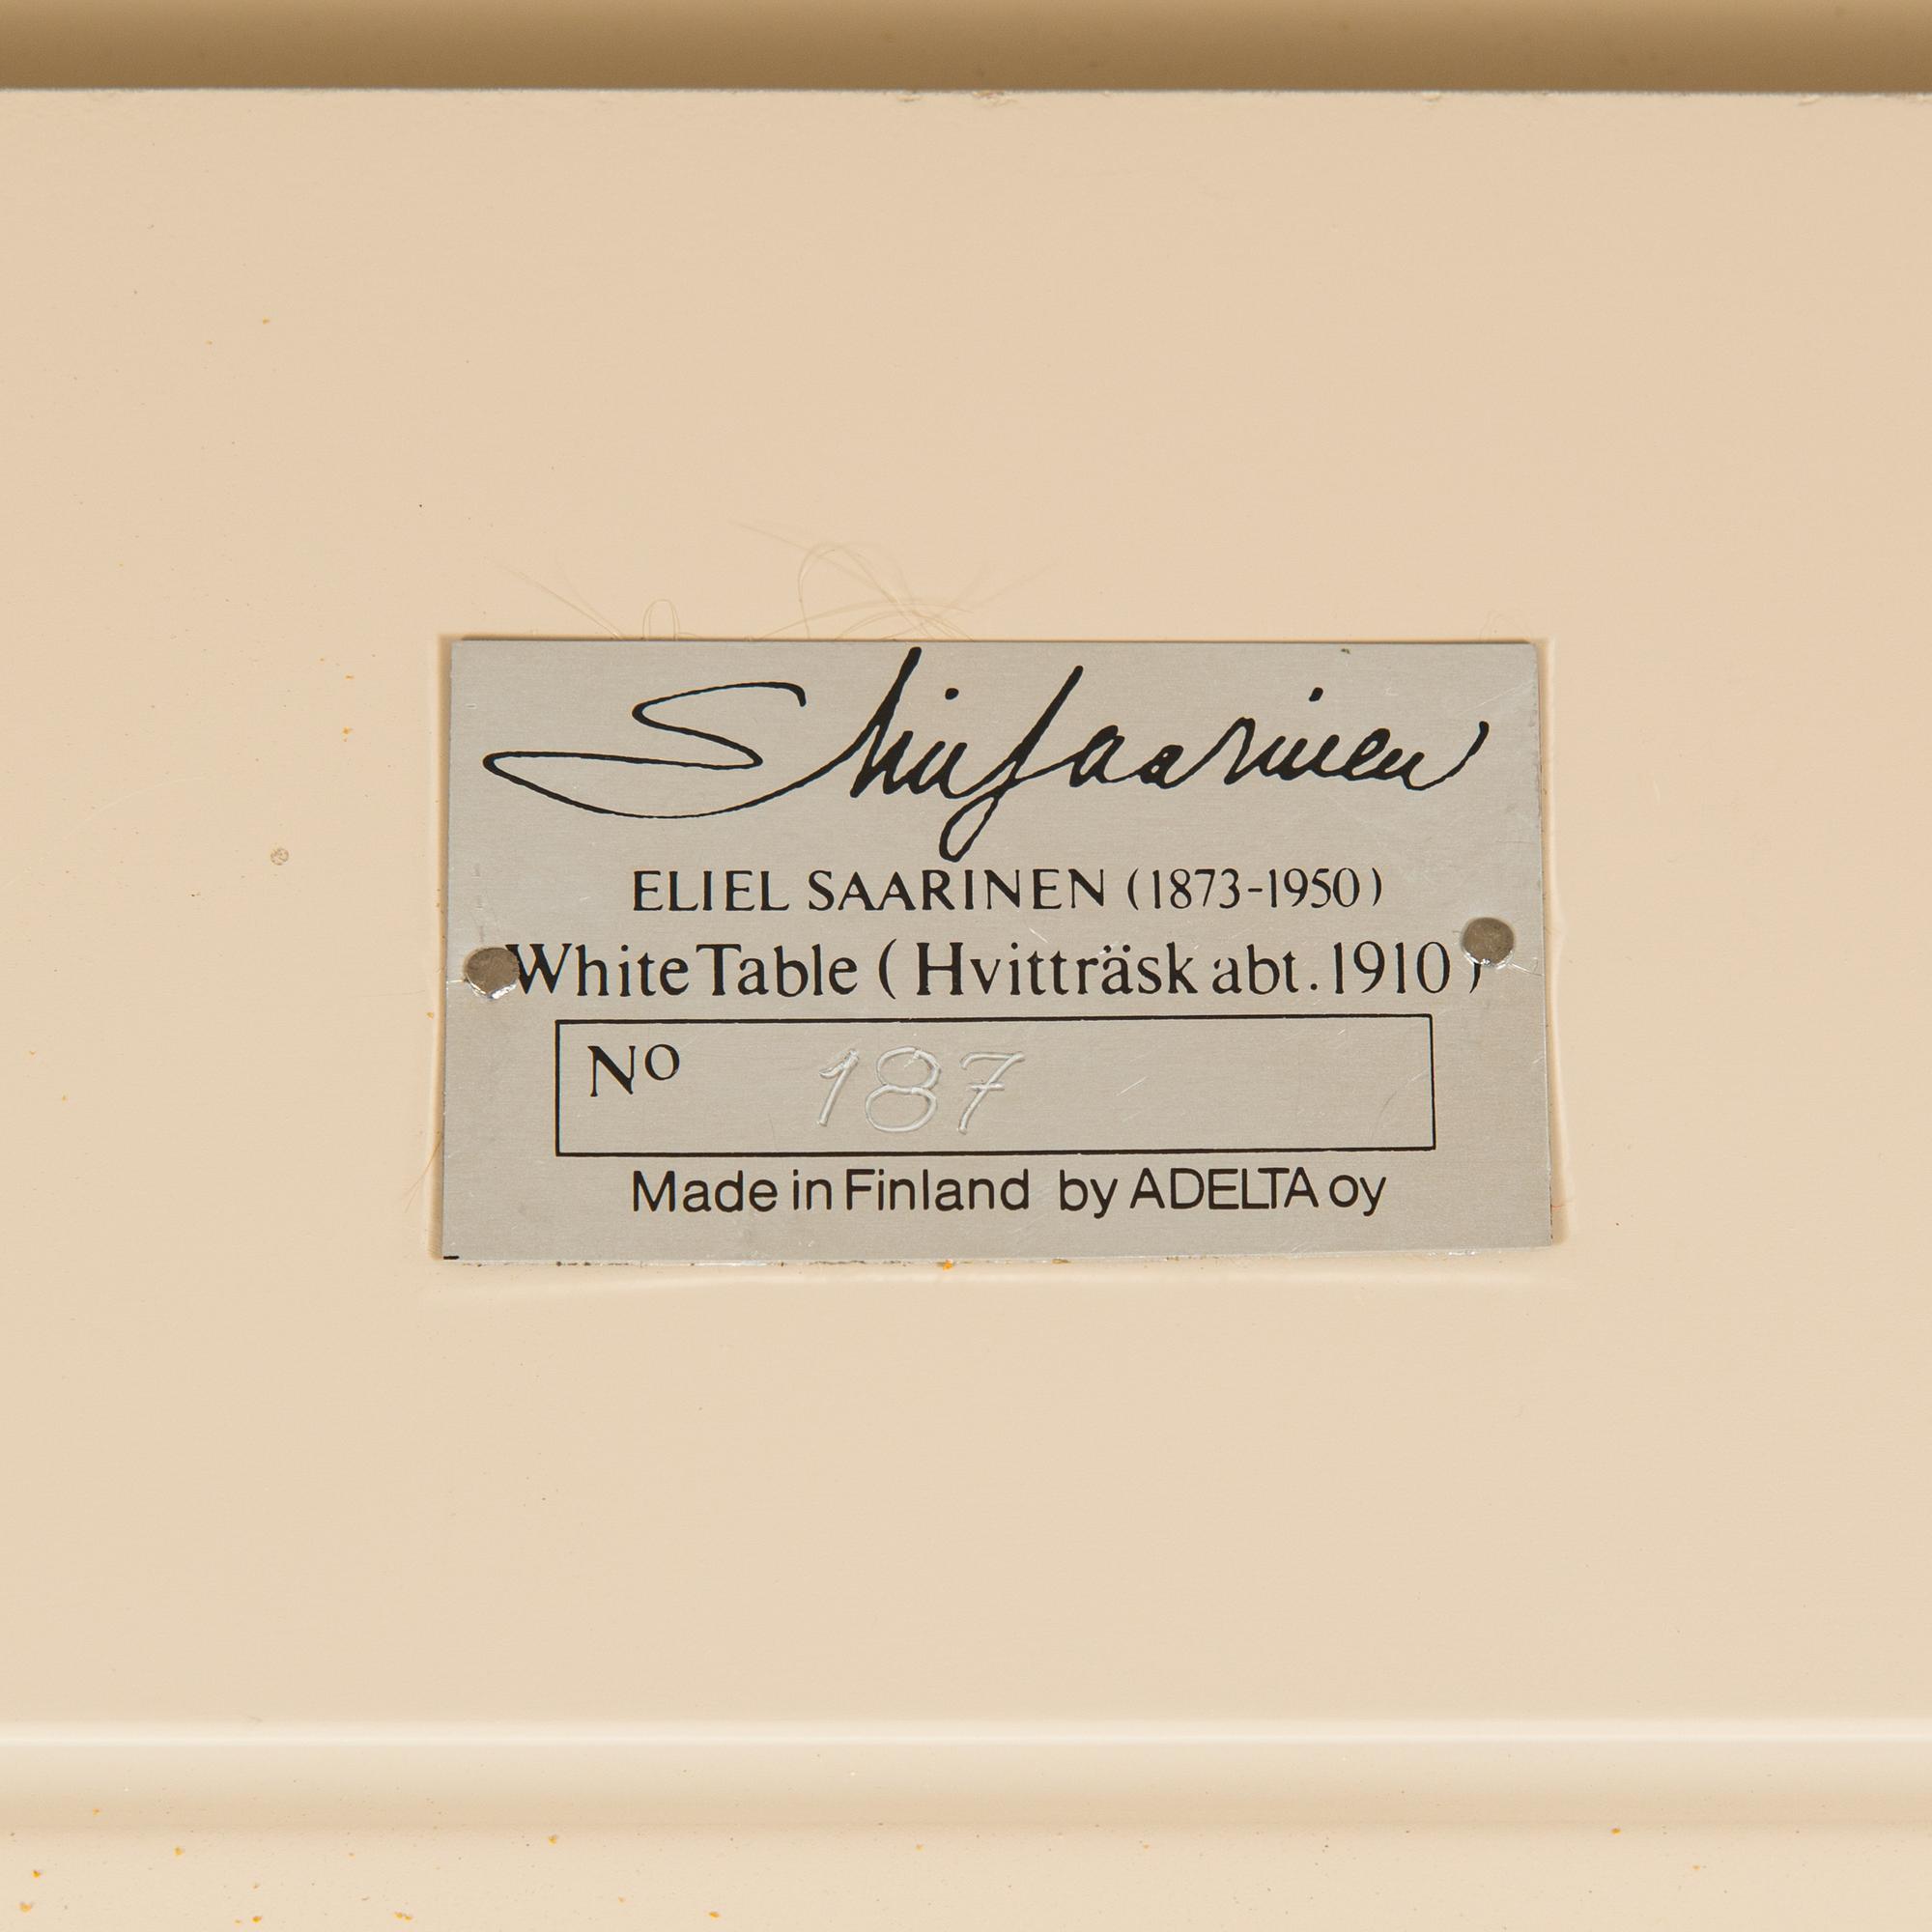 Eliel Saarinen
ELIEL SAARINEN (1873-1950)
White Table (Hvitträsk abt. 1910)
No 187
Made in Finland by ADELTA oy